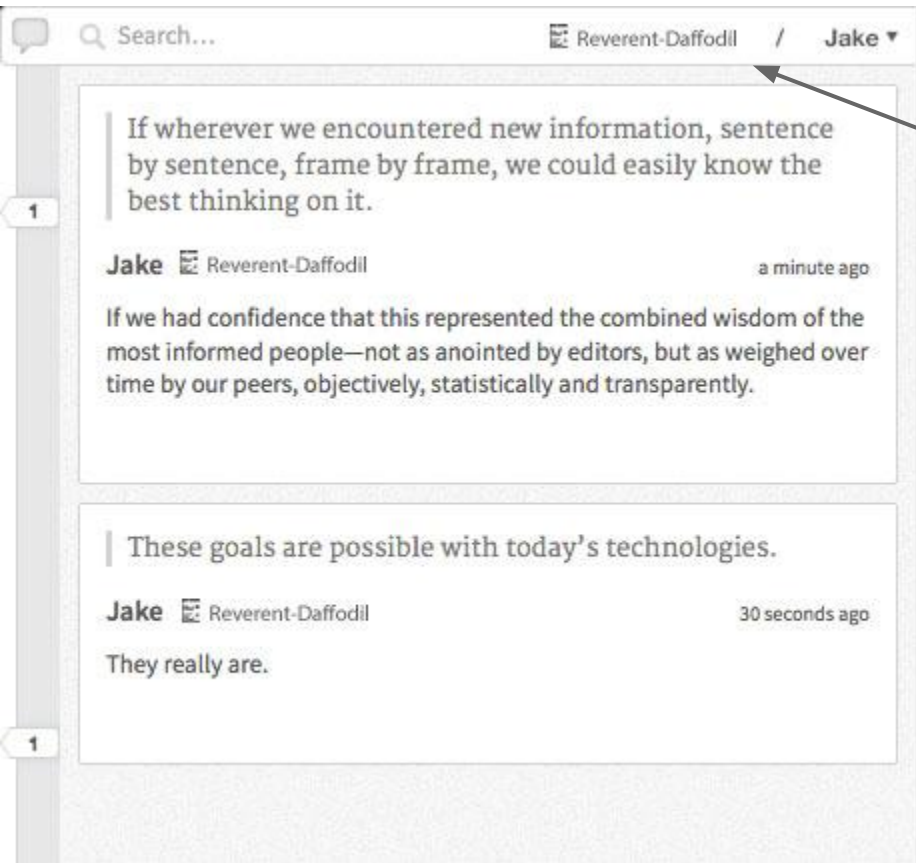 Search...
Reverent-Daffodil / Jake ▾
If wherever we encountered new information, sentence
by sentence, frame by frame, we could easily know the
best thinking on it.
1
Jake Reverent-Daffodil a minute ago
If we had confidence that this represented the combined wisdom of the
most informed people—not as anointed by editors, but as weighed over
time by our peers, objectively, statistically and transparently.
These goals are possible with today’s technologies.
Jake Reverent-Daffodil 30 seconds ago
They really are.
1